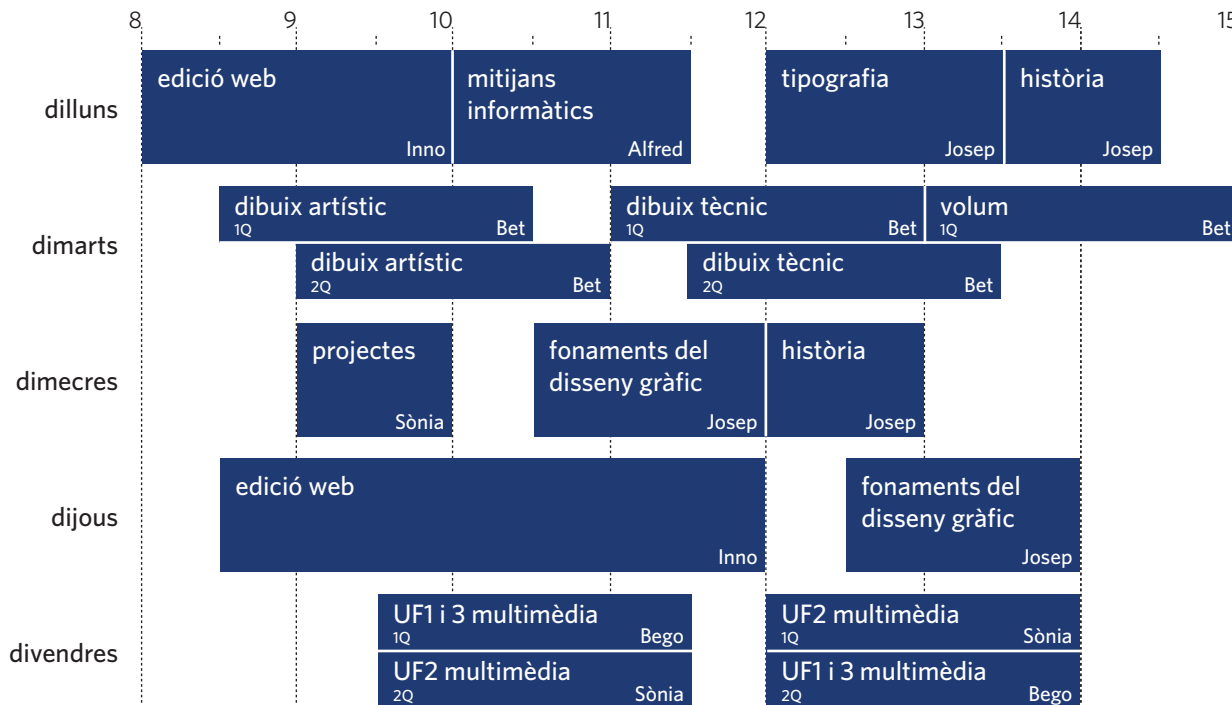 8 9 10 11 12 13 14 15
dilluns
edició web
Inno
mitijans
informàtics
Alfred
tipografia
Josep
història
Josep
dimarts
dibuix artístic
1Q Bet
dibuix tècnic
1Q Bet
volum
1Q Bet
dibuix artístic
2Q Bet
dibuix tècnic
2Q Bet
dimecres
projectes
Sònia
fonaments del
disseny gràfic
Josep
història
Josep
dijous
edició web
Inno
fonaments del
disseny gràfic
Josep
divendres
UF1 i 3 multimèdia
1Q Bego
UF2 multimèdia
1Q Sònia
UF2 multimèdia
2Q Sònia
UF1 i 3 multimèdia
2Q Bego